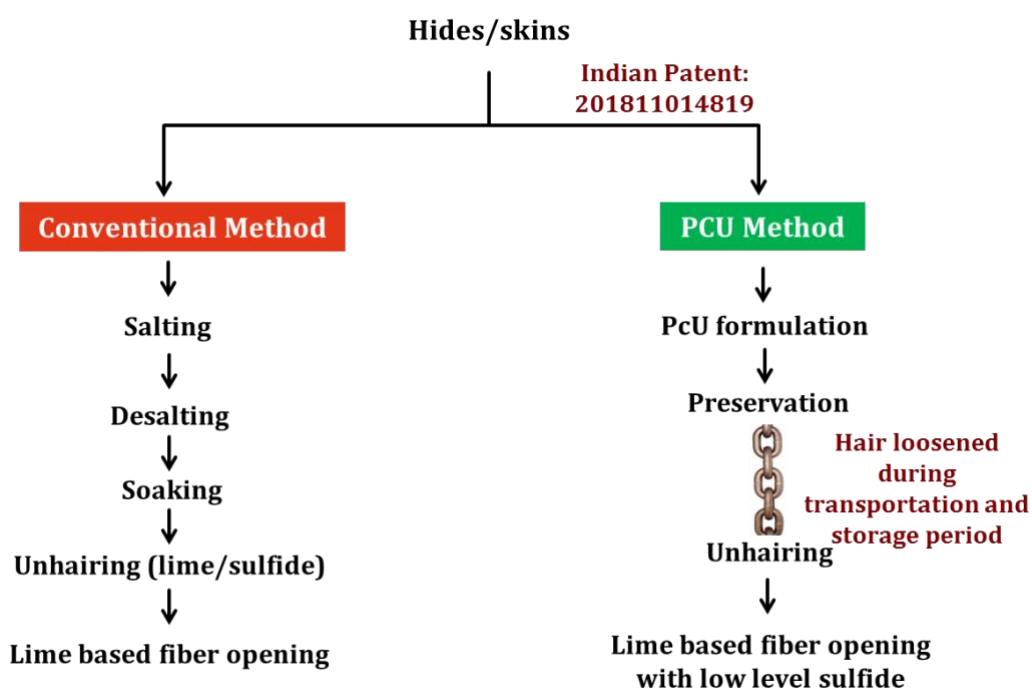 Hides/skins
Indian Patent:
201811014819
Conventional Method
Salting
Desalting
Soaking
Unhairing (lime/sulfide)
Lime based fiber opening
PCU Method
PcU formulation
Preservation
Hair loosened
during
transportation and
storage period
Unhairing
Lime based fiber opening
with low level sulfide